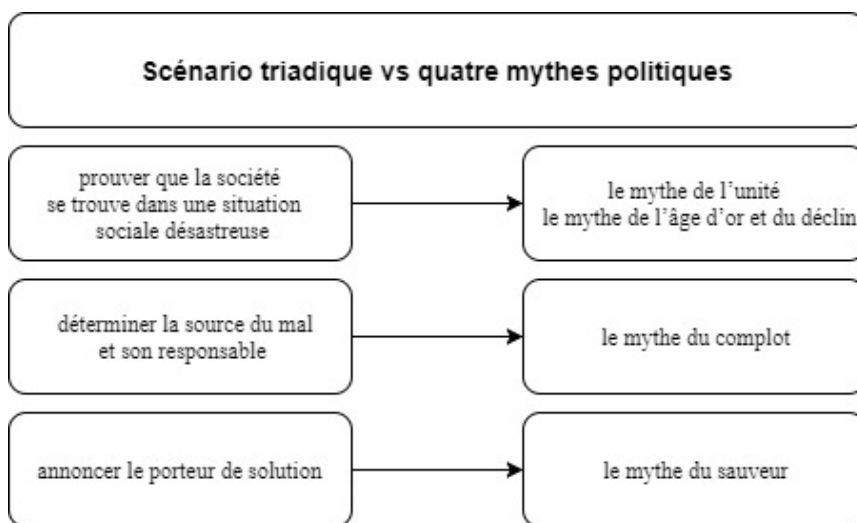 Scénario triadique vs quatre mythes politiques
prouver que la société
se trouve dans une situation
sociale désastreuse
le mythe de l’unité
le mythe de l’âge d’or et du déclin
déterminer la source du mal
et son responsable
le mythe du complot
annoncer le porteur de solution
le mythe du sauveur